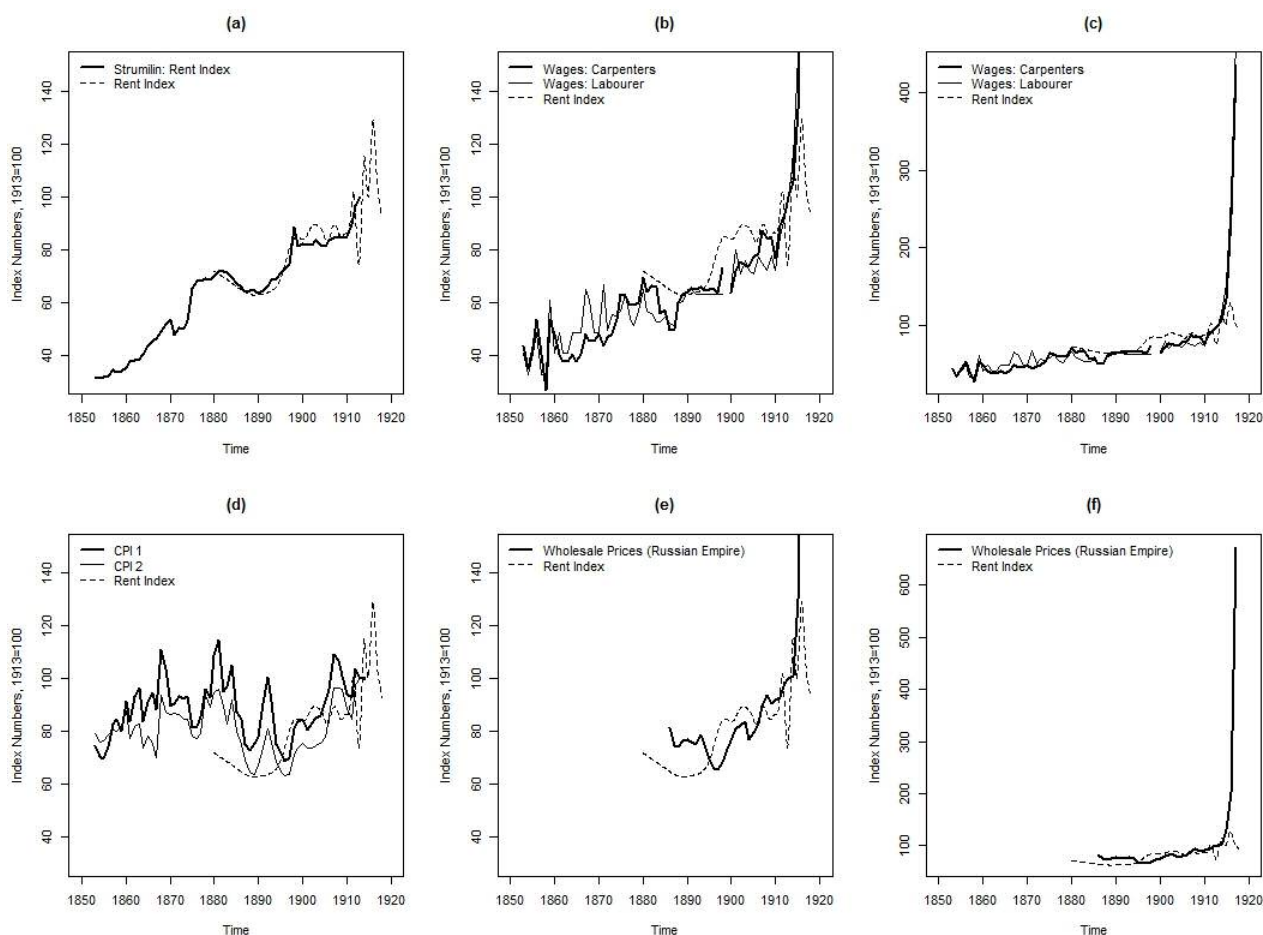 (a)
Strumilin: Rent Index
Rent Index
Index Numbers, 1913=100
140
120
100
80
60
40
1850 1860 1870 1880 1890 1900 1910 1920
Time
(b)
Wages: Carpenters
Wages: Labourer
Rent Index
Index Numbers, 1913=100
140
120
100
80
60
40
1850 1860 1870 1880 1890 1900 1910 1920
Time
(c)
Wages: Carpenters
Wages: Labourer
Rent Index
Index Numbers, 1913=100
400
300
200
100
1850 1860 1870 1880 1890 1900 1910 1920
Time
(d)
CPI 1
CPI 2
Rent Index
Index Numbers, 1913=100
140
120
100
80
60
40
1850 1860 1870 1880 1890 1900 1910 1920
Time
(e)
Wholesale Prices (Russian Empire)
Rent Index
Index Numbers, 1913=100
140
120
100
80
60
40
1850 1860 1870 1880 1890 1900 1910 1920
Time
(f)
Wholesale Prices (Russian Empire)
Rent Index
Index Numbers, 1913=100
600
500
400
300
200
100
1850 1860 1870 1880 1890 1900 1910 1920
Time